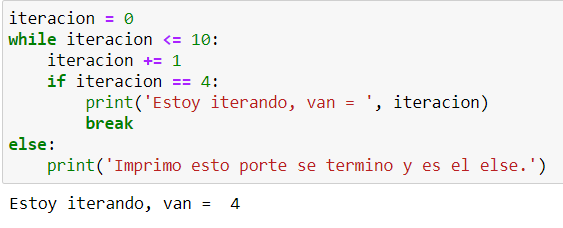 iteracion = 0
while iteracion <= 10:
    iteracion += 1
    if iteracion == 4:
        print('Estoy iterando, van = ', iteracion)
        break
else:
    print('Imprimo esto porte se termino y es el else.')
Estoy iterando, van =  4